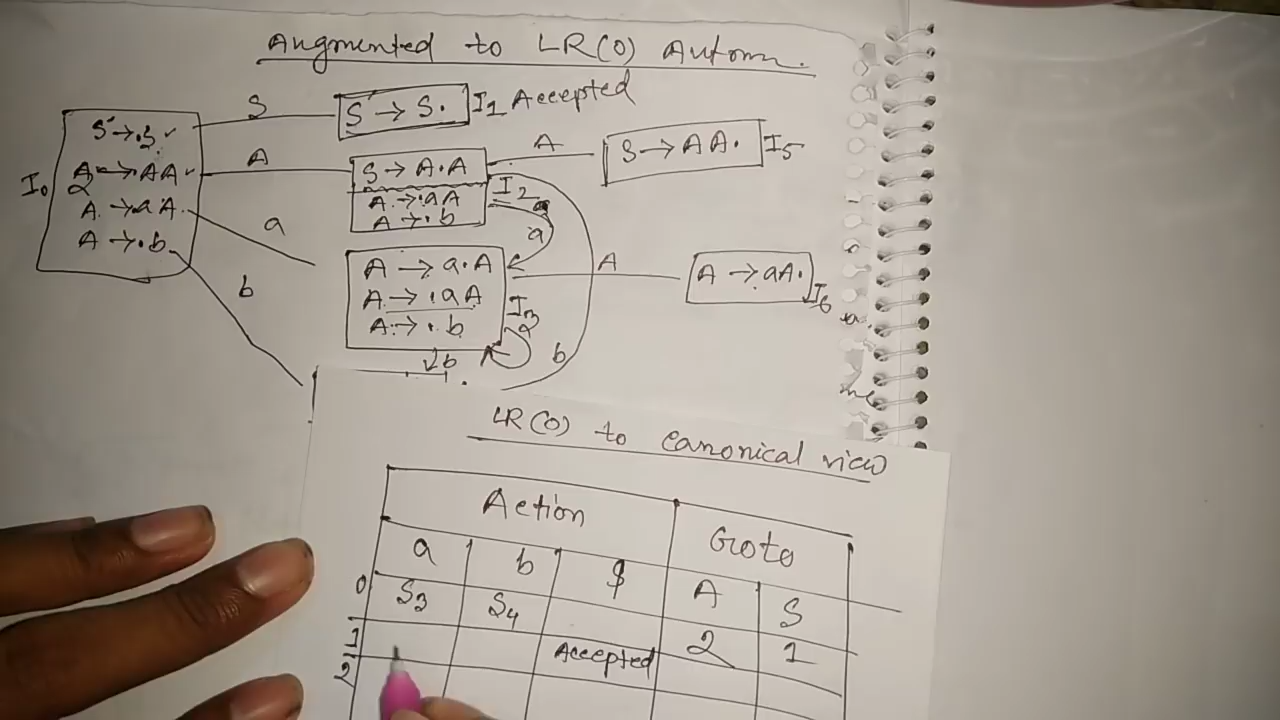 Augmented to LR(0) Autom.
S
S' → S. I1 Accepted
S' → .S ✓
A
A
S → AA. I5
I0
→ .AA ✓
S → A.A
I2
A → .aA
A → .b
A → .aA
a
a
A → .b
b
A → a.A
A
A → aA. I6
A → .aA
I3
A → .b
a
b
b
LR(0) to canonical view
Action Goto
a b $ A S
0 S3 S4 2 1
1 Accepted
2